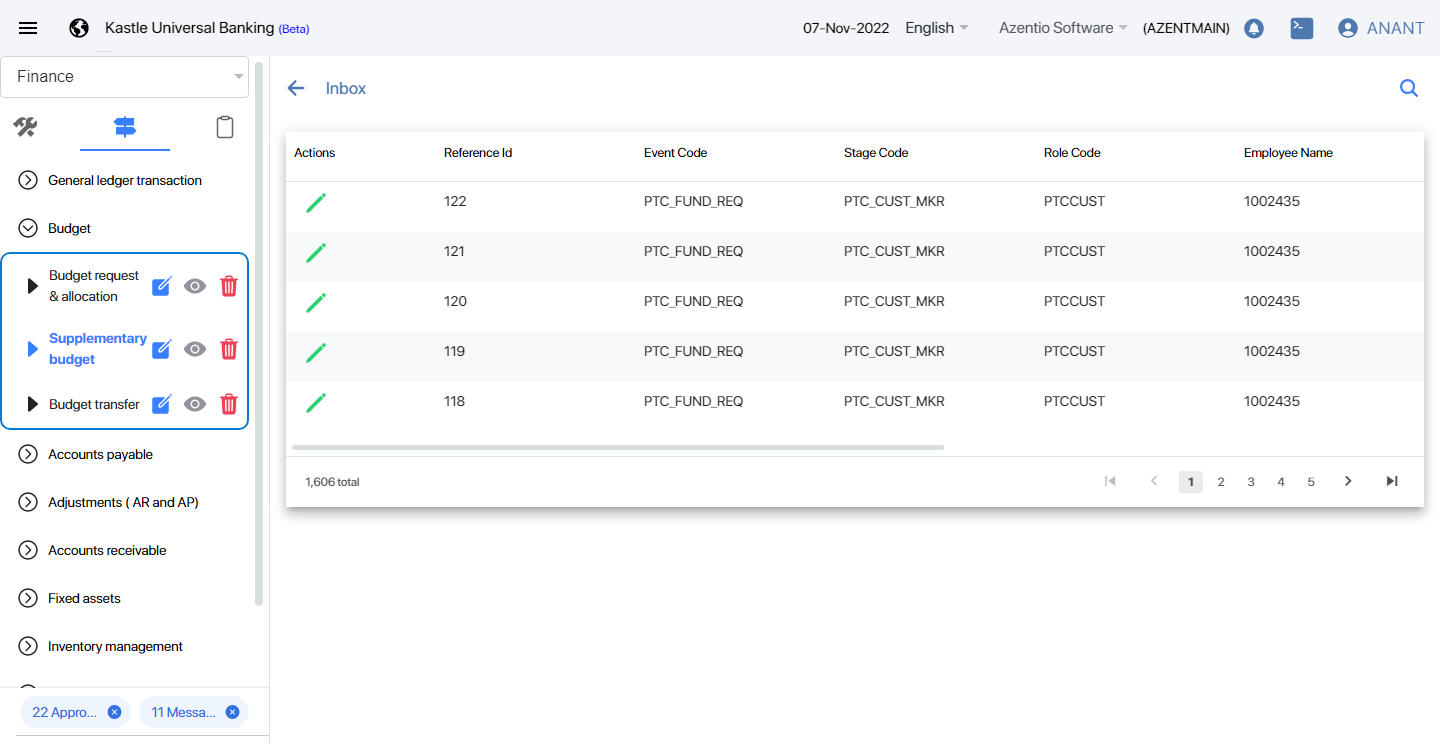 Kastle Universal Banking (Beta)
07-Nov-2022 English Azentio Software (AZENTMAIN) ANANT
Finance
General ledger transaction
Budget
Budget request
& allocation
Supplementary
budget
Budget transfer
Accounts payable
Adjustments ( AR and AP)
Accounts receivable
Fixed assets
Inventory management
22 Appro... 11 Messa...
Inbox
Actions Reference Id Event Code Stage Code Role Code Employee Name
122 PTC_FUND_REQ PTC_CUST_MKR PTCCUST 1002435
121 PTC_FUND_REQ PTC_CUST_MKR PTCCUST 1002435
120 PTC_FUND_REQ PTC_CUST_MKR PTCCUST 1002435
119 PTC_FUND_REQ PTC_CUST_MKR PTCCUST 1002435
118 PTC_FUND_REQ PTC_CUST_MKR PTCCUST 1002435
1,606 total 1 2 3 4 5